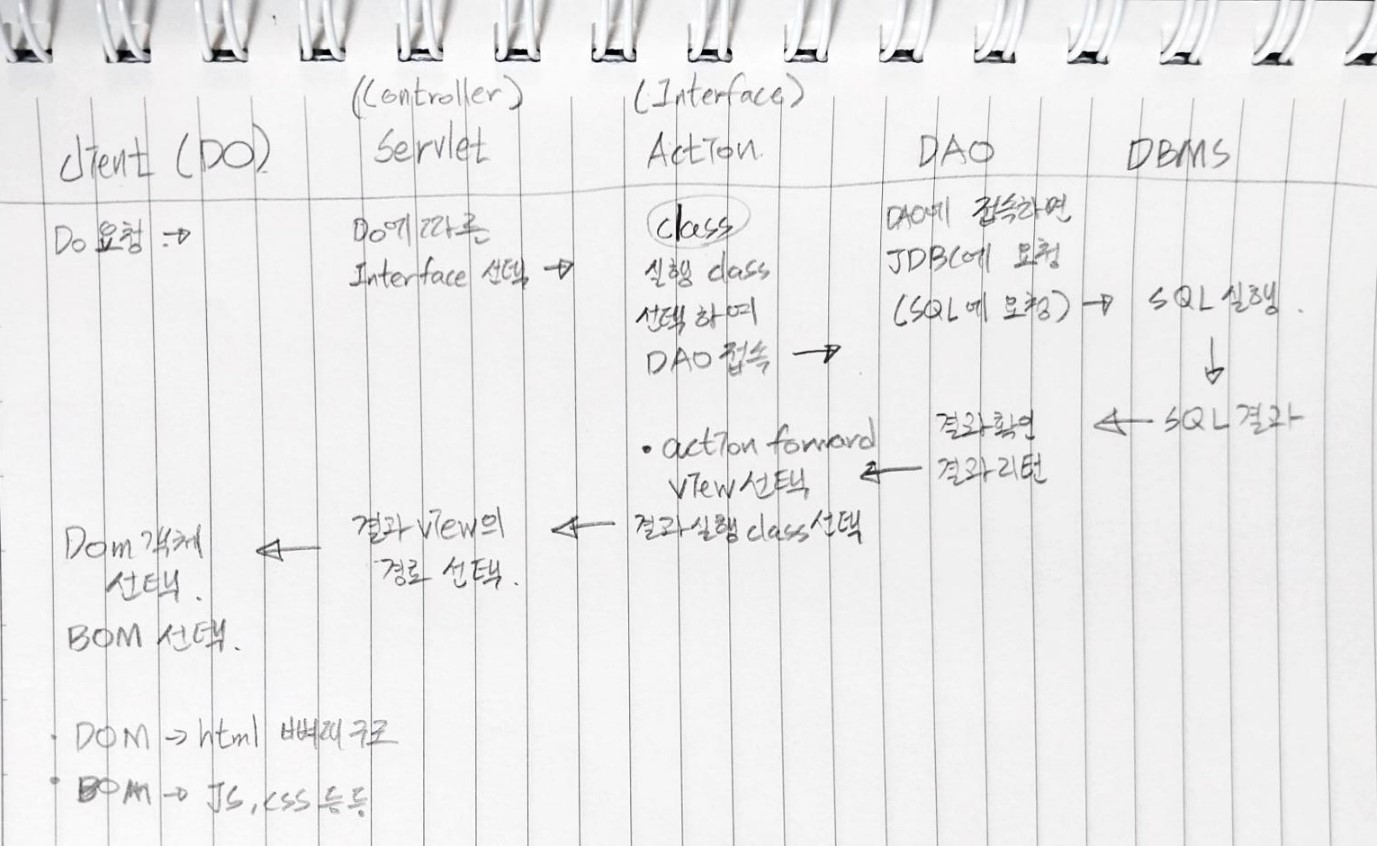 (Controller) (Interface)
Client (DO) Servlet Action DAO DBMS
Do 요청 →
Do에 따른
Interface 선택 →
class
실행 class
선택하여
DAO 접속 →
DAO에 접속하면
JDBC에 요청
(SQL에 요청) →
SQL 실행.
↓
← SQL 결과
결과 확인
← 결과 리턴
• action forward
view 선택
← 결과 실행 class 선택
결과 view의
← 경로 선택.
Dom 객체
선택.
BOM 선택.
· DOM → html 뼈대 구조
· BOM → JS, css 등등